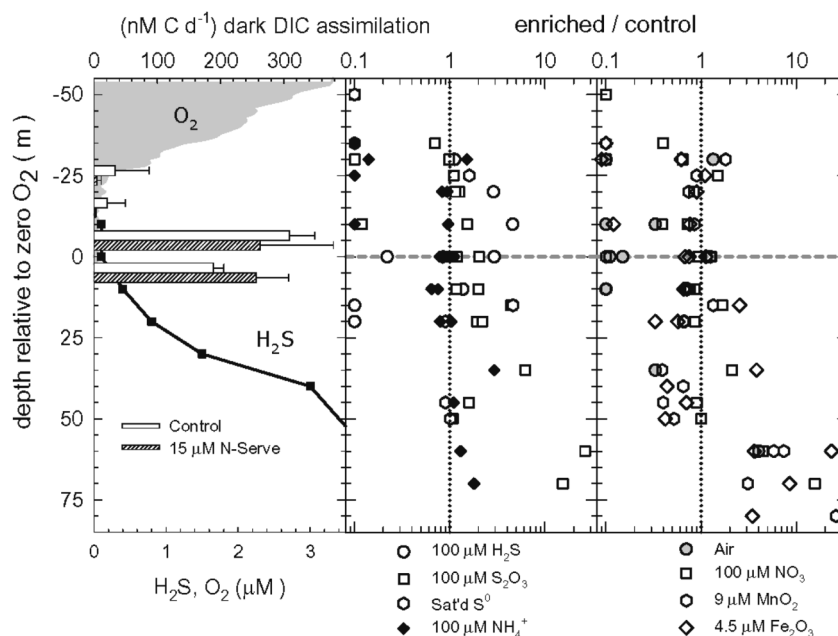 (nM C d⁻¹) dark DIC assimilation
enriched / control
0 100 200 300 0.1 1 10 0.1 1 10
-50
-25
0
25
50
75
depth relative to zero O₂ ( m )
O₂
H₂S
Control
15 µM N-Serve
0 1 2 3
H₂S, O₂ (µM)
100 µM H₂S
100 µM S₂O₃
Sat'd S⁰
100 µM NH₄⁺
Air
100 µM NO₃
9 µM MnO₂
4.5 µM Fe₂O₃